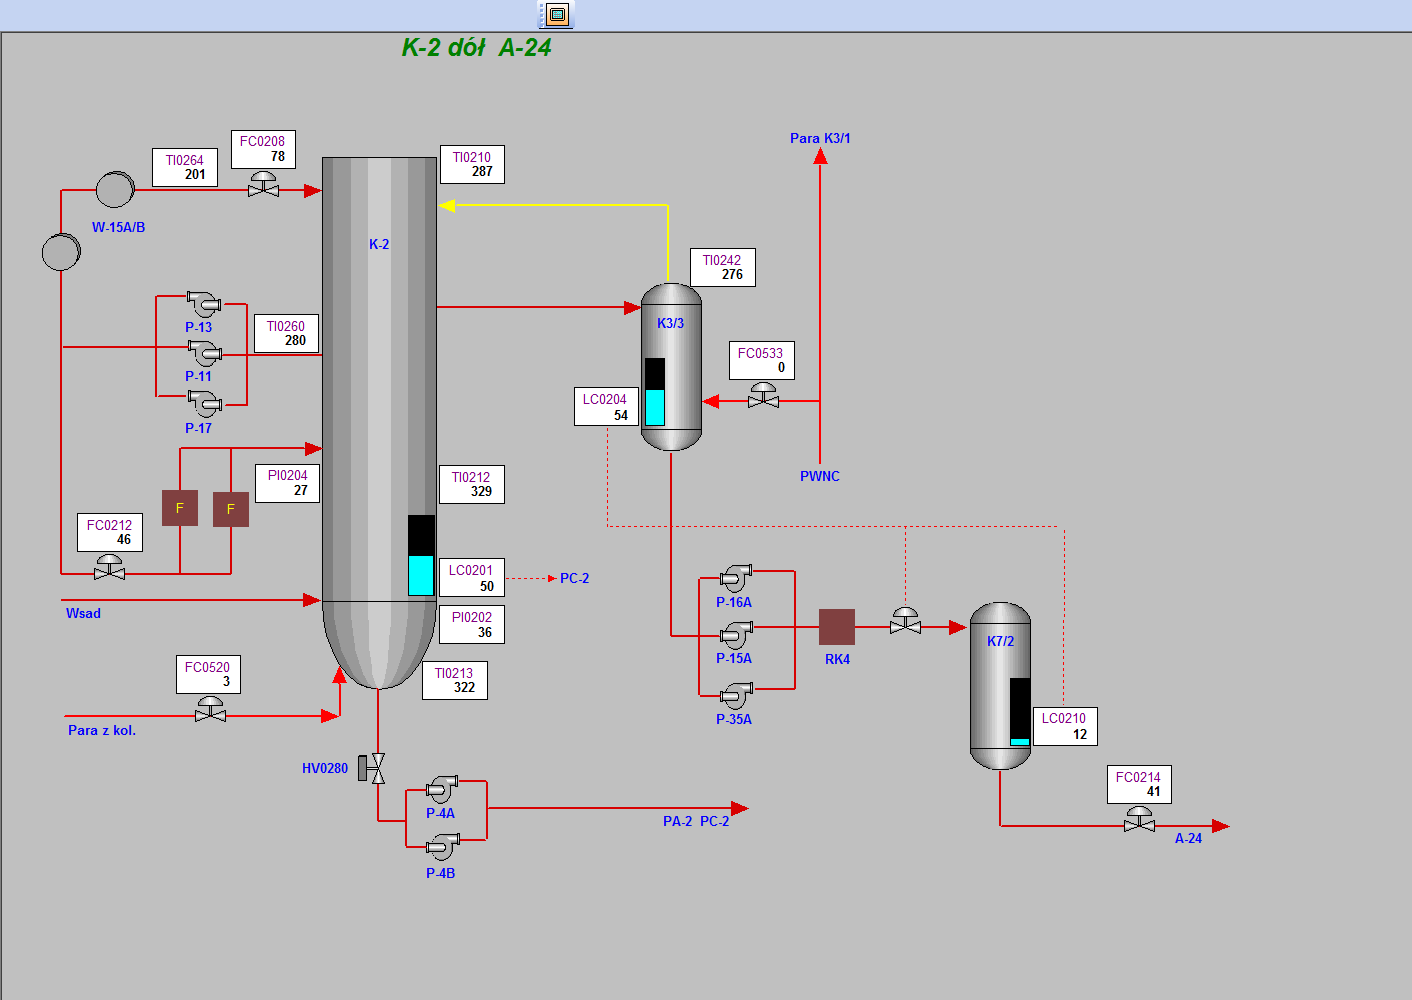 K-2 dół  A-24
Para K3/1
FC0208
78
TI0264
201
TI0210
287
W-15A/B
K-2
TI0242
276
P-13
TI0260
280
K3/3
FC0533
0
P-11
LC0204
54
P-17
PI0204
27
TI0212
329
PWNC
F
F
FC0212
46
LC0201
50
PC-2
Wsad
PI0202
36
P-16A
K7/2
P-15A
RK4
FC0520
3
TI0213
322
P-35A
LC0210
12
Para z kol.
HV0280
FC0214
41
P-4A
PA-2  PC-2
A-24
P-4B